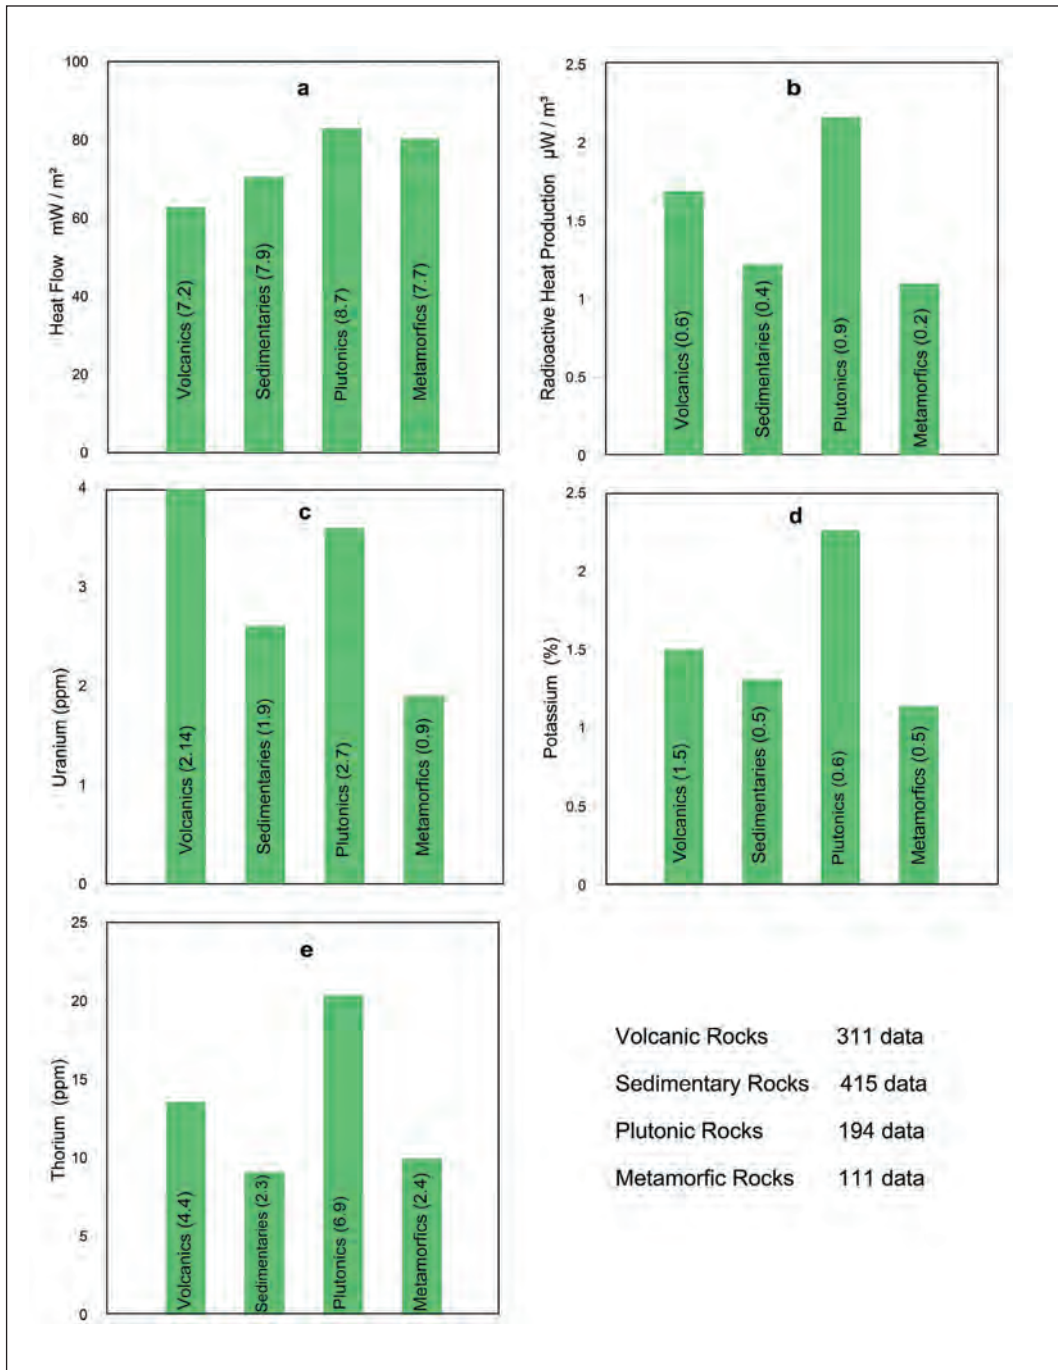 a
Heat Flow mW / m²
100
80
60
40
20
0
Volcanics (7.2)
Sedimentaries (7.9)
Plutonics (8.7)
Metamorfics (7.7)
b
Radioactive Heat Production µW / m³
2.5
2
1.5
1
0.5
0
Volcanics (0.6)
Sedimentaries (0.4)
Plutonics (0.9)
Metamorfics (0.2)
c
Uranium (ppm)
4
3
2
1
0
Volcanics (2.14)
Sedimentaries (1.9)
Plutonics (2.7)
Metamorfics (0.9)
d
Potassium (%)
2.5
2
1.5
1
0.5
0
Volcanics (1.5)
Sedimentaries (0.5)
Plutonics (0.6)
Metamorfics (0.5)
e
Thorium (ppm)
25
20
15
10
5
0
Volcanics (4.4)
Sedimentaries (2.3)
Plutonics (6.9)
Metamorfics (2.4)
Volcanic Rocks 311 data
Sedimentary Rocks 415 data
Plutonic Rocks 194 data
Metamorfic Rocks 111 data